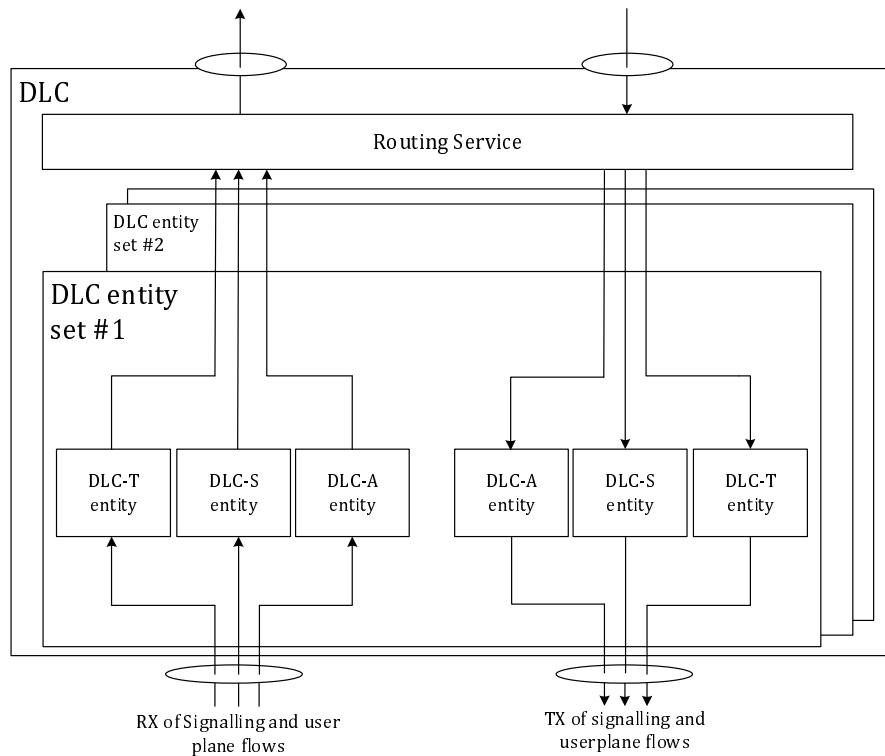 DLC
Routing Service
DLC entity
set #2
DLC entity
set #1
DLC-T
entity
DLC-S
entity
DLC-A
entity
DLC-A
entity
DLC-S
entity
DLC-T
entity
RX of Signalling and user
plane flows
TX of signalling and
userplane flows